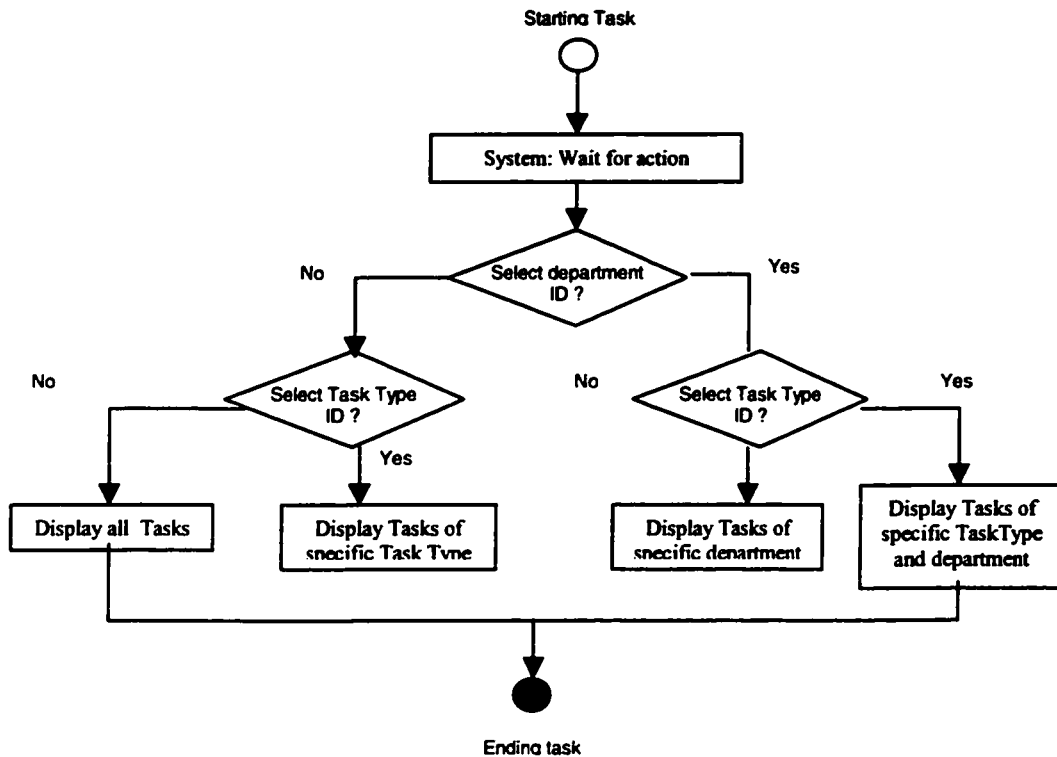 Starting Task
System: Wait for action
No
Select department
ID ?
Yes
No
Select Task Type
ID ?
Yes
No
Select Task Type
ID ?
Yes
Display all Tasks
Display Tasks of
specific Task Type
Display Tasks of
specific department
Display Tasks of
specific TaskType
and department
Ending task